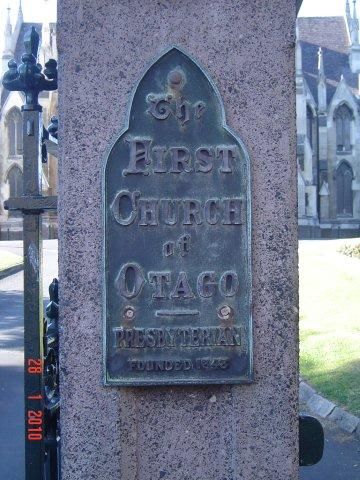 The
FIRST
CHURCH
of
OTAGO
PRESBYTERIAN
FOUNDED 1848
28 1 2010